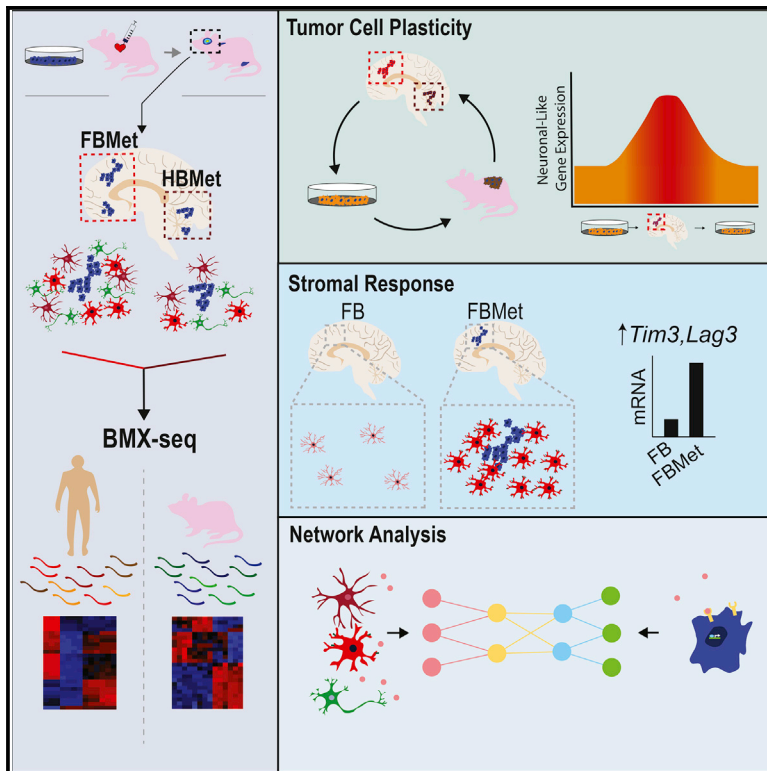 FBMet
HBMet
BMX-seq
Tumor Cell Plasticity
Neuronal-Like
Gene Expression
Stromal Response
FB
FBMet
↑Tim3,Lag3
mRNA
FB
FBMet
Network Analysis